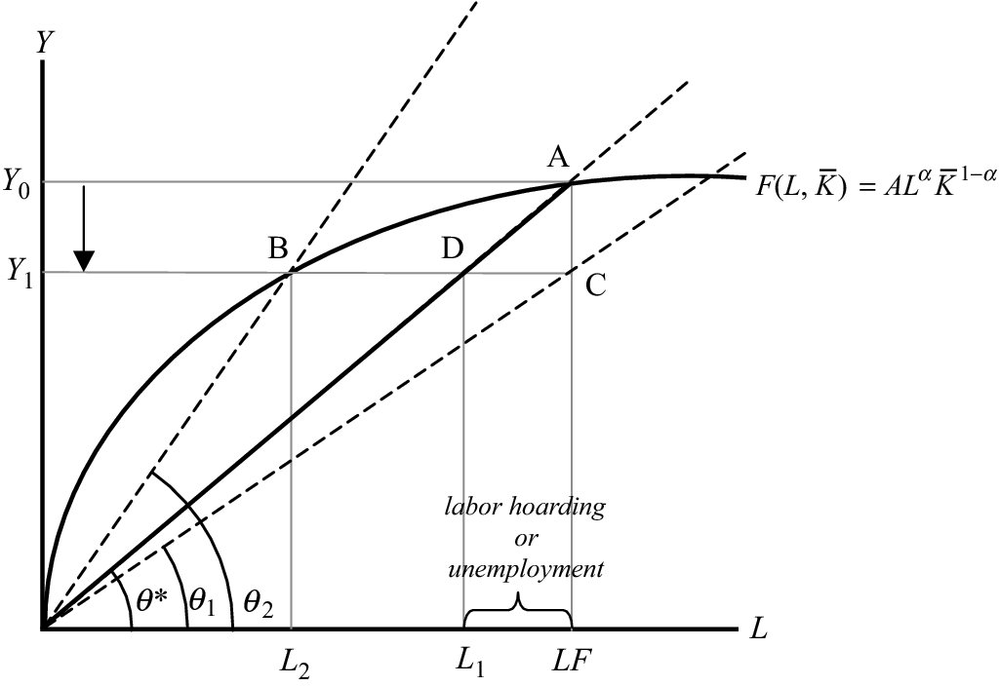 Y
Y₀
A
F(L, K̅) = AL^α K̅^1−α
B
D
Y₁
C
labor hoarding
or
unemployment
θ*
θ₁
θ₂
L
L₂
L₁
LF